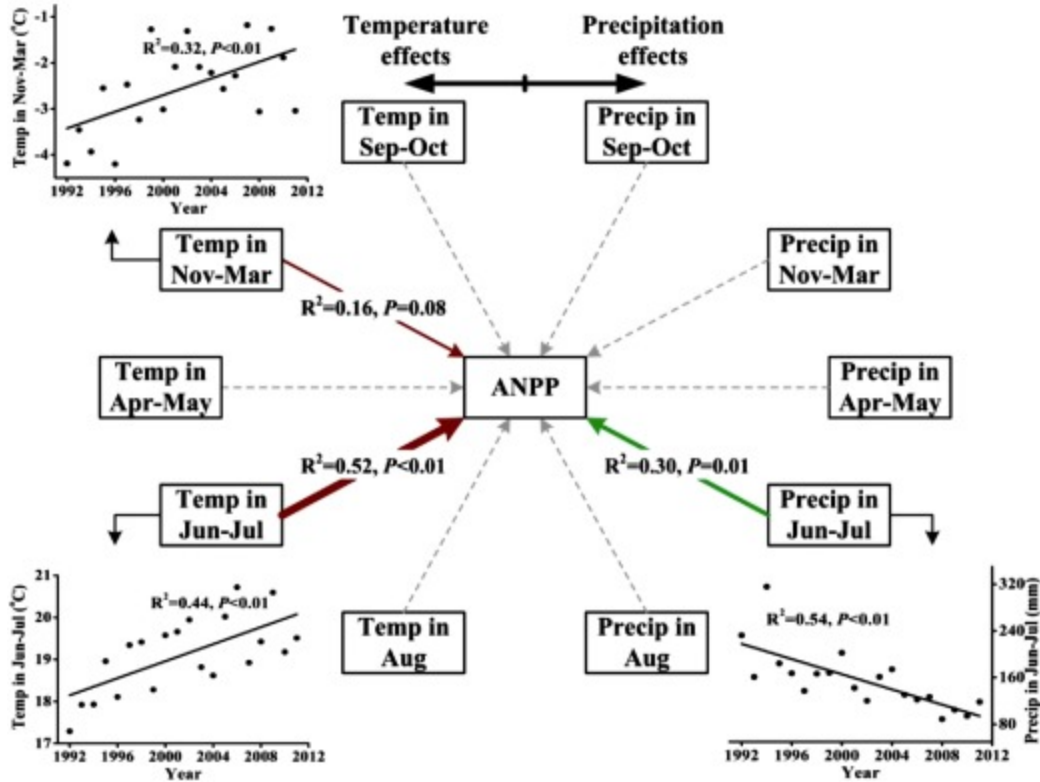 Temperature
effects
Precipitation
effects
Temp in Nov-Mar (°C)
-1
-2
-3
-4
R²=0.32, P<0.01
1992 1996 2000 2004 2008 2012
Year
Temp in
Sep-Oct
Precip in
Sep-Oct
Temp in
Nov-Mar
Precip in
Nov-Mar
R²=0.16, P=0.08
Temp in
Apr-May
ANPP
Precip in
Apr-May
R²=0.52, P<0.01
R²=0.30, P=0.01
Temp in
Jun-Jul
Precip in
Jun-Jul
Temp in Jun-Jul (°C)
21
20
19
18
17
R²=0.44, P<0.01
1992 1996 2000 2004 2008 2012
Year
Temp in
Aug
Precip in
Aug
R²=0.54, P<0.01
320
240
160
80
Precip in Jun-Jul (mm)
1992 1996 2000 2004 2008 2012
Year